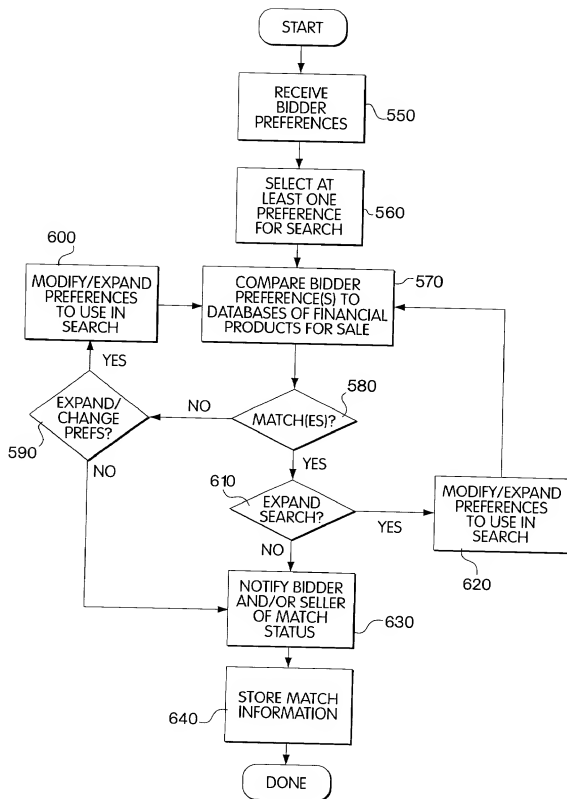 START
RECEIVE
BIDDER
PREFERENCES
550
SELECT AT
LEAST ONE
PREFERENCE
FOR SEARCH
560
600
MODIFY/EXPAND
PREFERENCES
TO USE IN
SEARCH
COMPARE BIDDER
PREFERENCE(S) TO
DATABASES OF FINANCIAL
PRODUCTS FOR SALE
570
YES
EXPAND/
CHANGE
PREFS?
590
NO
NO
MATCH(ES)?
580
YES
610
EXPAND
SEARCH?
YES
NO
MODIFY/EXPAND
PREFERENCES
TO USE IN
SEARCH
620
NOTIFY BIDDER
AND/OR SELLER
OF MATCH
STATUS
630
STORE MATCH
INFORMATION
640
DONE